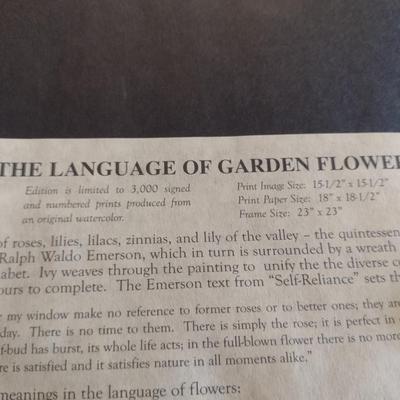 THE LANGUAGE OF GARDEN FLOWER
Edition is limited to 3,000 signed
and numbered prints produced from
an original watercolor.
Print Image Size: 15-1/2" x 15-1/2"
Print Paper Size: 18" x 18-1/2"
Frame Size: 23" x 23"
of roses, lilies, lilacs, zinnias, and lily of the valley – the quintessen
Ralph Waldo Emerson, which in turn is surrounded by a wreath
abet. Ivy weaves through the painting to unify the the diverse c
ours to complete. The Emerson text from "Self-Reliance" sets th
my window make no reference to former roses or to better ones; they are
day. There is no time to them. There is simply the rose; it is perfect in
f-bud has burst, its whole life acts; in the full-blown flower there is no more
re is satisfied and it satisfies nature in all moments alike."
meanings in the language of flowers: